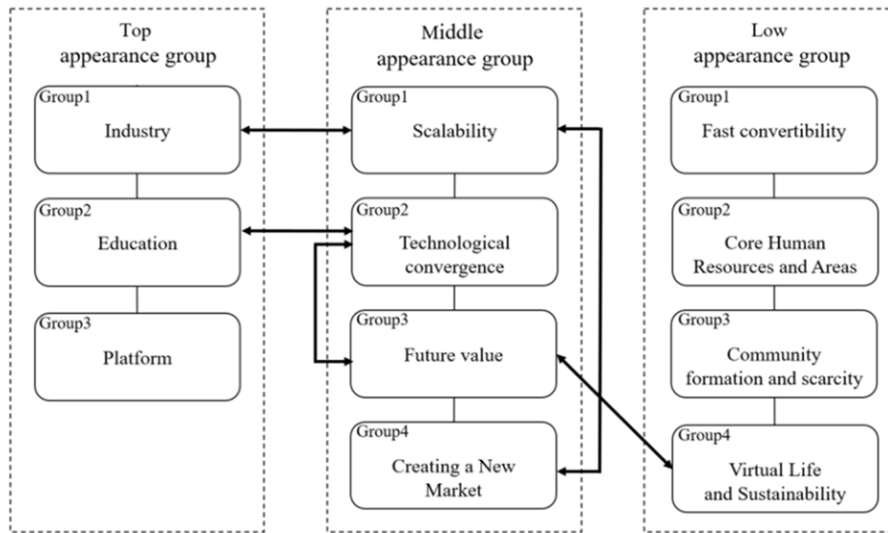 Top
appearance group
Group1
Industry
Group2
Education
Group3
Platform
Middle
appearance group
Group1
Scalability
Group2
Technological
convergence
Group3
Future value
Group4
Creating a New
Market
Low
appearance group
Group1
Fast convertibility
Group2
Core Human
Resources and Areas
Group3
Community
formation and scarcity
Group4
Virtual Life
and Sustainability